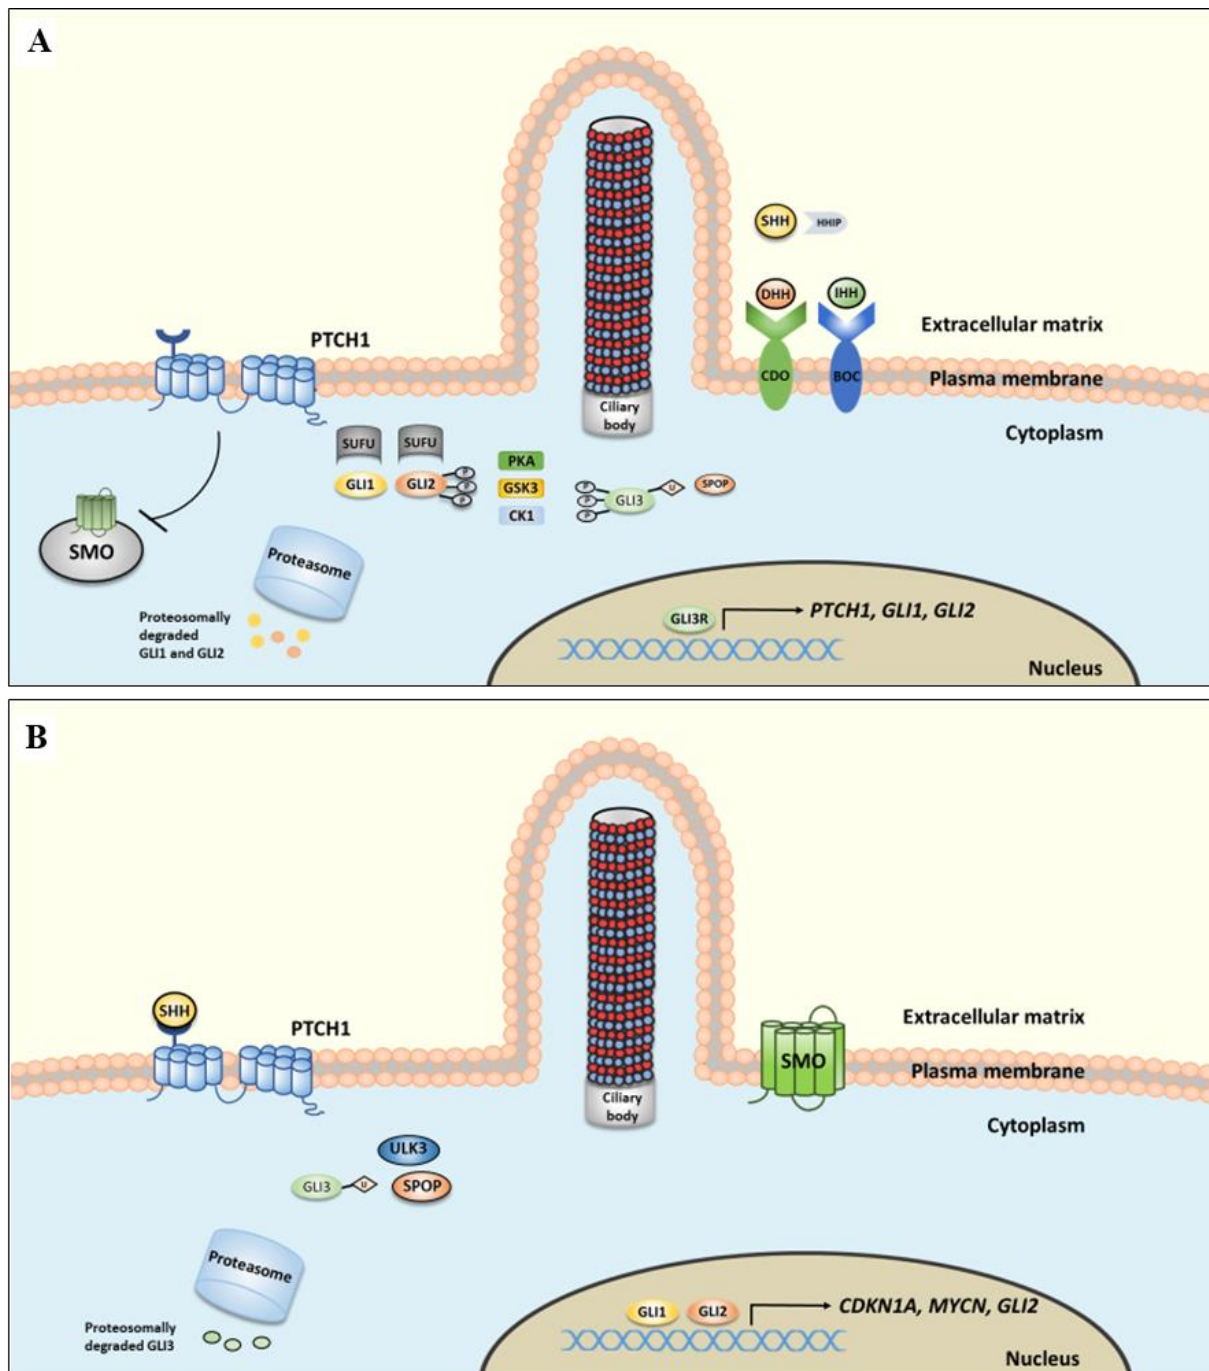 A
SHH
HHIP
DHH
IHH
Extracellular matrix
PTCH1
CDO
BOC
Plasma membrane
Ciliary
body
Cytoplasm
SUFU
SUFU
PKA
GLI1
GLI2
P
P
P
GSK3
P
P
P
GLI3
U
SPOP
CK1
SMO
Proteasome
Proteosomally
degraded
GLI1 and GLI2
GLI3R
PTCH1, GLI1, GLI2
Nucleus
B
SHH
PTCH1
Extracellular matrix
SMO
Plasma membrane
Ciliary
body
Cytoplasm
ULK3
GLI3
U
SPOP
Proteasome
Proteosomally
degraded GLI3
GLI1
GLI2
CDKN1A, MYCN, GLI2
Nucleus